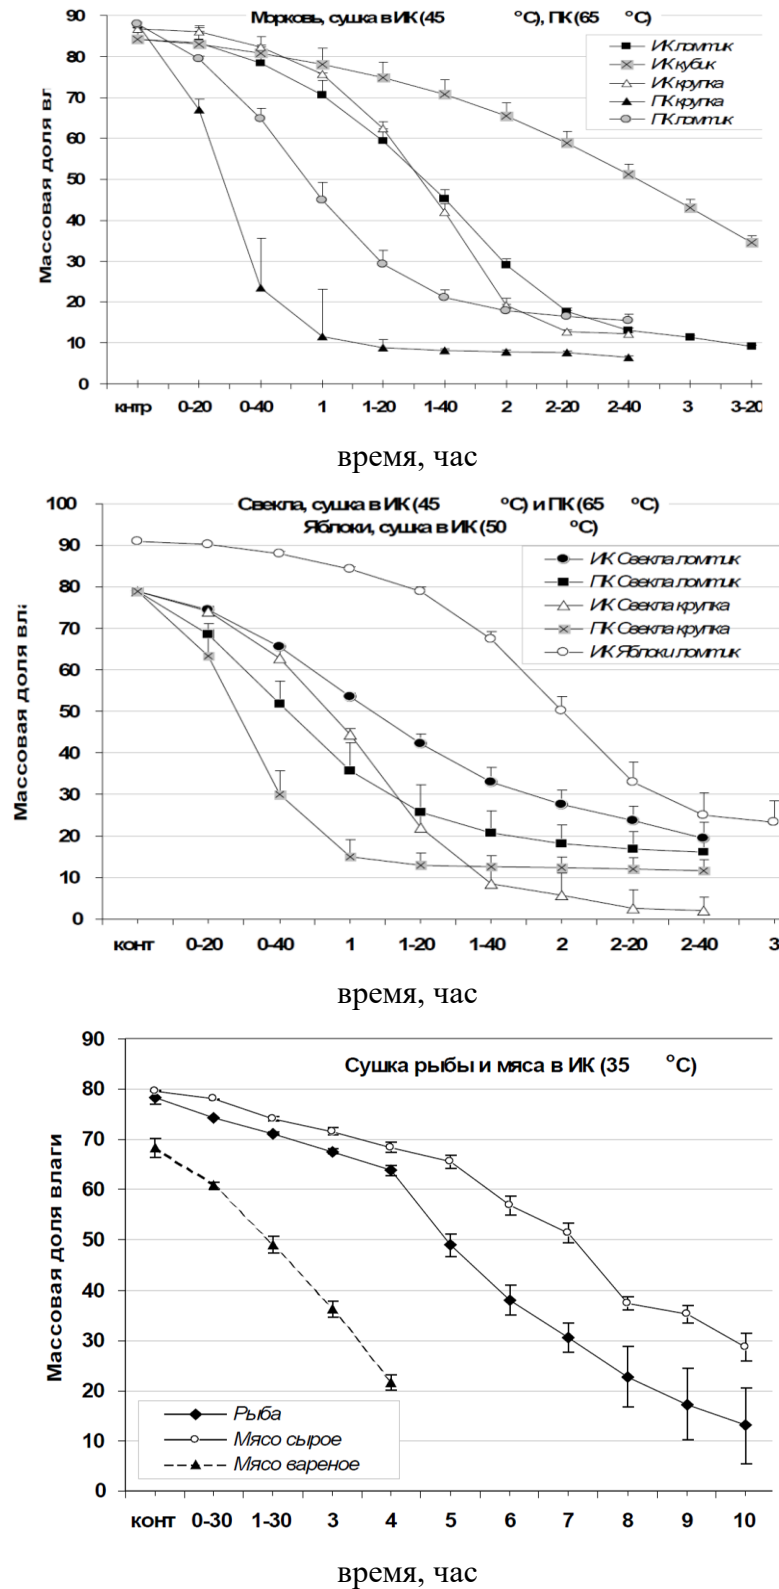 Морковь, сушка в ИК (45 °C), ПК (65 °C)
Массовая доля вл
90
80
70
60
50
40
30
20
10
0
ИК ломтик
ИК кубик
ИК крупка
ПК крупка
ПК ломтик
кнтр 0-20 0-40 1 1-20 1-40 2 2-20 2-40 3 3-20
время, час
Свекла, сушка в ИК (45 °C) и ПК (65 °C)
Яблоки, сушка в ИК (50 °C)
Массовая доля вла
100
90
80
70
60
50
40
30
20
10
0
ИК Свекла ломтик
ПК Свекла ломтик
ИК Свекла крупка
ПК Свекла крупка
ИК Яблоки ломтик
конт 0-20 0-40 1 1-20 1-40 2 2-20 2-40 3
время, час
Сушка рыбы и мяса в ИК (35 °C)
Массовая доля влаги
90
80
70
60
50
40
30
20
10
0
Рыба
Мясо сырое
Мясо вареное
конт 0-30 1-30 3 4 5 6 7 8 9 10
время, час